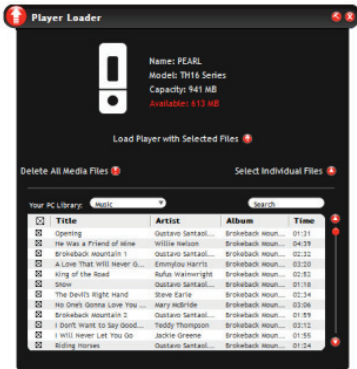 Player Loader
Name: PEARL
Model: TH16 Series
Capacity: 941 MB
Available: 613 MB
Load Player with Selected Files
Delete All Media Files
Select Individual Files
Your PC Library: Music Search
Title Artist Album Time
Opening Gustavo Santaol... Brokeback Moun... 01:31
He Was a Friend of Mine Willie Nelson Brokeback Moun... 04:39
Brokeback Mountain 1 Gustavo Santaol... Brokeback Moun... 02:32
A Love That Will Never G... Emmylou Harris Brokeback Moun... 03:20
King of the Road Rufus Wainwright Brokeback Moun... 02:52
Snow Gustavo Santaol... Brokeback Moun... 01:18
The Devil's Right Hand Steve Earle Brokeback Moun... 02:34
No One's Gonna Love You ... Mary McBride Brokeback Moun... 03:06
Brokeback Mountain 2 Gustavo Santaol... Brokeback Moun... 01:59
I Don't Want to Say Good... Teddy Thompson Brokeback Moun... 03:12
I Will Never Let You Go Jackie Greene Brokeback Moun... 01:55
Riding Horses Gustavo Santaol... Brokeback Moun... 01:24